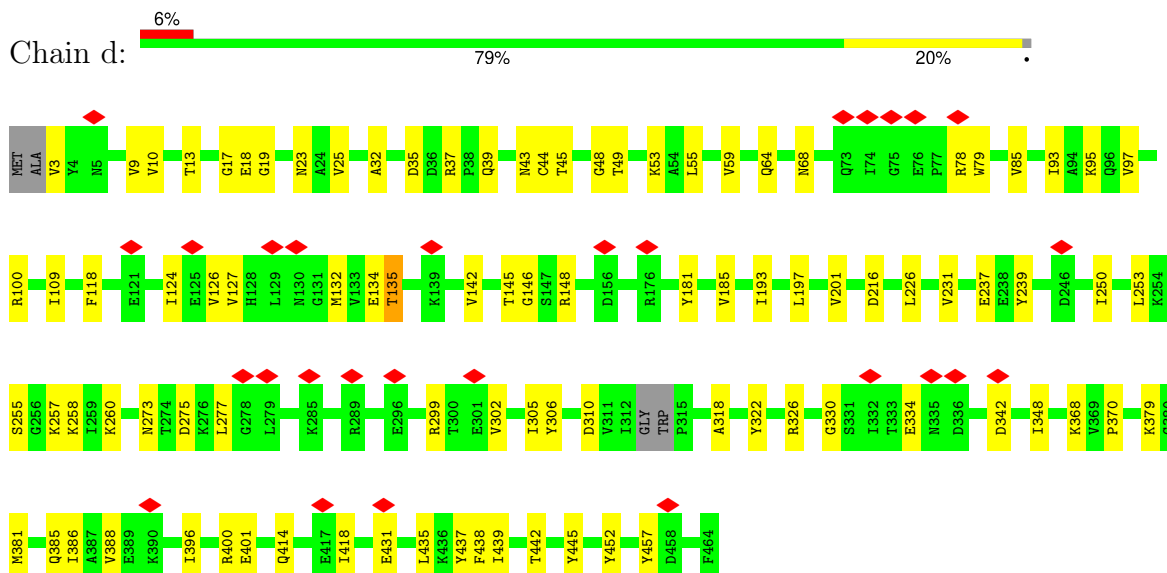 6%
Chain d:
79% 20% •
MET ALA V3 Y4 N5 V9 V10 T13 G17 E18 G19 N23 A24 V25 A32 D35 D36 R37 P38 Q39 N43 C44 T45 G48 T49 K53 A54 L55 V59 Q64 N68 Q73 I74 G75 E76 P77 R78 W79 V85 I93 A94 K95 Q96 V97
R100 I109 F118 E121 I124 E125 V126 V127 H128 L129 N130 G131 M132 V133 E134 T135 K139 V142 T145 G146 S147 R148 D156 R176 Y181 V185 I193 L197 V201 D216 L226 V231 E237 E238 Y239 D246 I250 L253 K254
S255 G256 K257 K258 I259 K260 N273 T274 D275 K276 L277 G278 L279 K285 R289 E296 R299 T300 E301 V302 I305 Y306 D310 V311 I312 GLY TRP P315 A318 Y322 R326 G330 S331 I332 T333 E334 N335 D336 D342 I348 K368 V369 P370 K379
M381 Q385 I386 A387 V388 E389 K390 I396 R400 E401 Q414 E417 I418 E431 L435 K436 Y437 F438 I439 T442 Y445 Y452 Y457 D458 F464